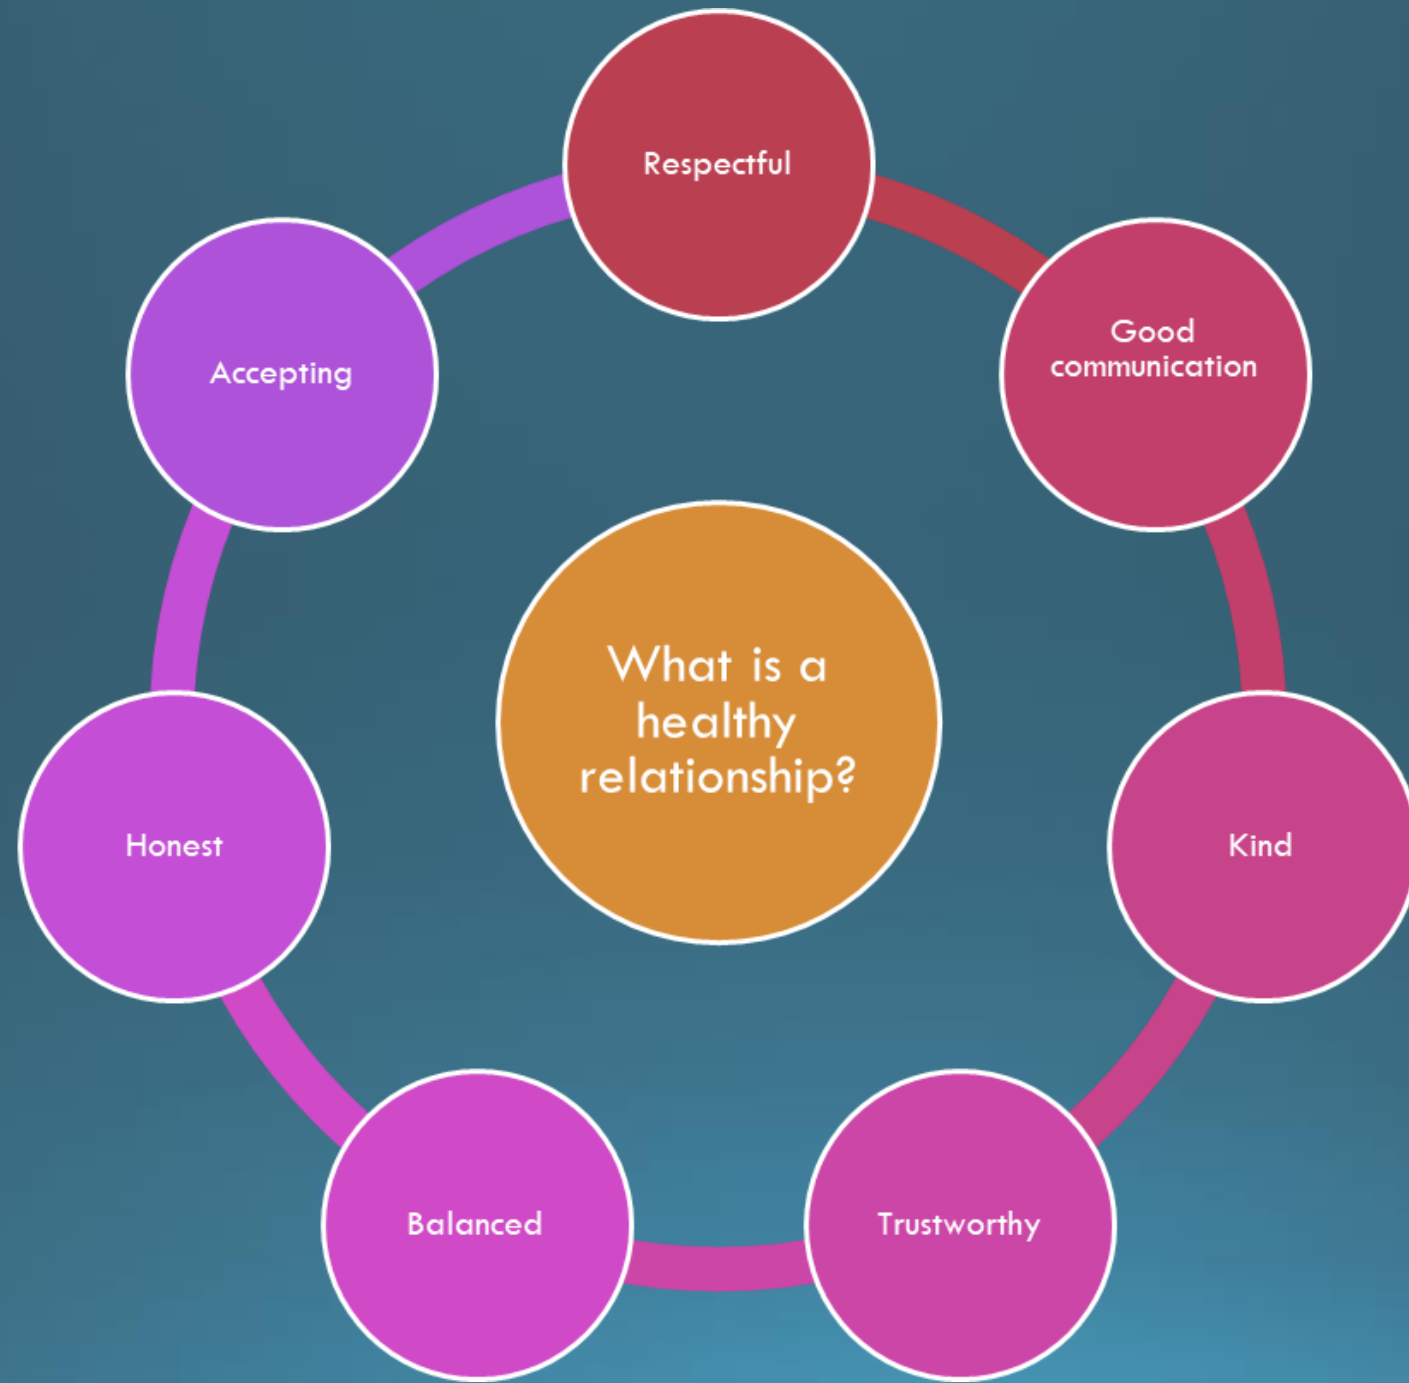 Respectful
Good
communication
Kind
Trustworthy
Balanced
Honest
Accepting
What is a
healthy
relationship?